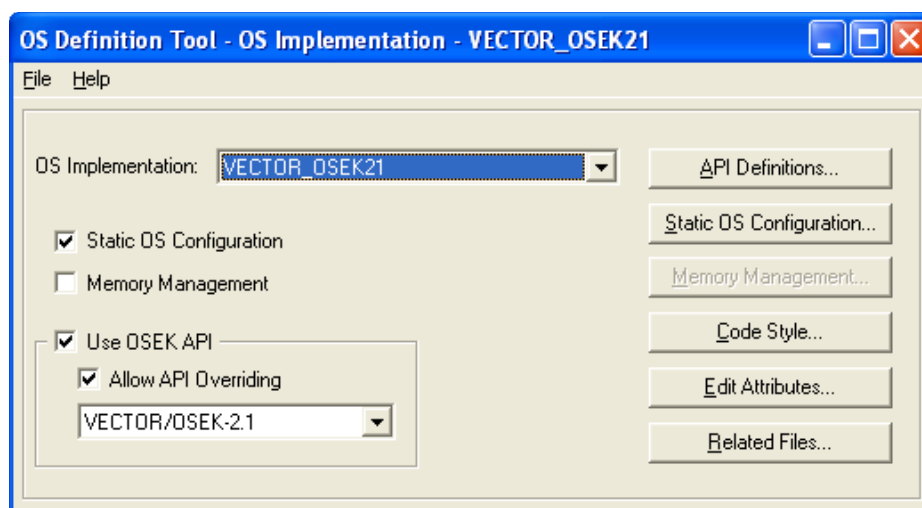 OS Definition Tool - OS Implementation - VECTOR_OSEK21
File Help
OS Implementation: VECTOR_OSEK21
API Definitions...
Static OS Configuration
Static OS Configuration...
Memory Management
Memory Management...
Use OSEK API
Code Style...
Allow API Overriding
Edit Attributes...
VECTOR/OSEK-2.1
Related Files...